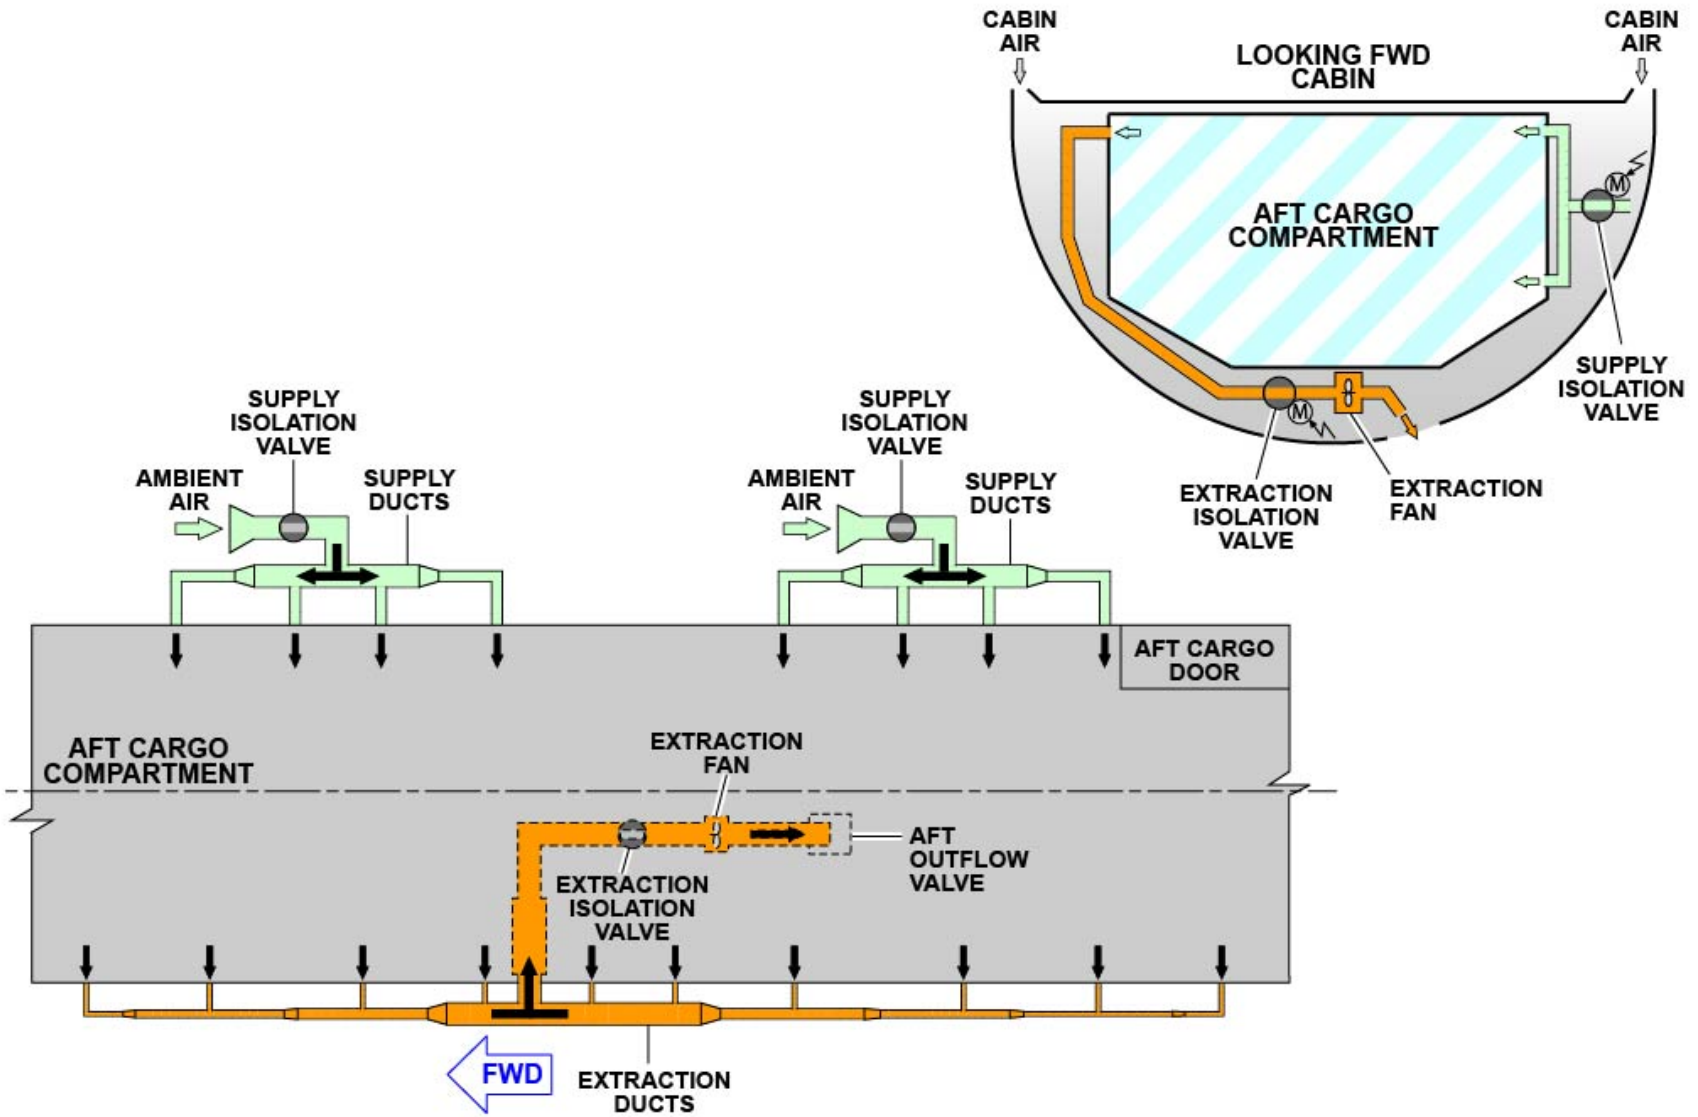 CABIN
AIR
LOOKING FWD
CABIN
CABIN
AIR
M
AFT CARGO
COMPARTMENT
SUPPLY
ISOLATION
VALVE
M
EXTRACTION
ISOLATION
VALVE
EXTRACTION
FAN
SUPPLY
ISOLATION
VALVE
AMBIENT
AIR
SUPPLY
DUCTS
SUPPLY
ISOLATION
VALVE
AMBIENT
AIR
SUPPLY
DUCTS
AFT CARGO
DOOR
AFT CARGO
COMPARTMENT
EXTRACTION
FAN
AFT
OUTFLOW
VALVE
EXTRACTION
ISOLATION
VALVE
FWD
EXTRACTION
DUCTS